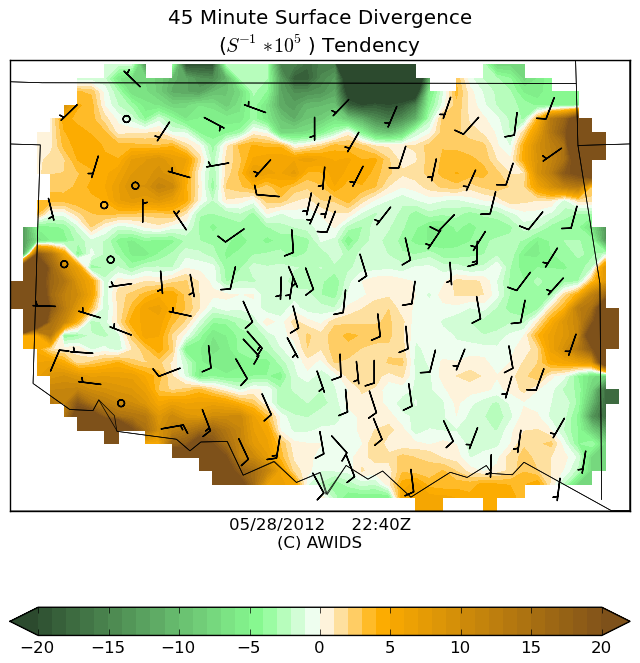 45 Minute Surface Divergence
($S^{-1} * 10^{5}$ ) Tendency
05/28/2012 22:40Z
(C) AWIDS
−20 −15 −10 −5 0 5 10 15 20